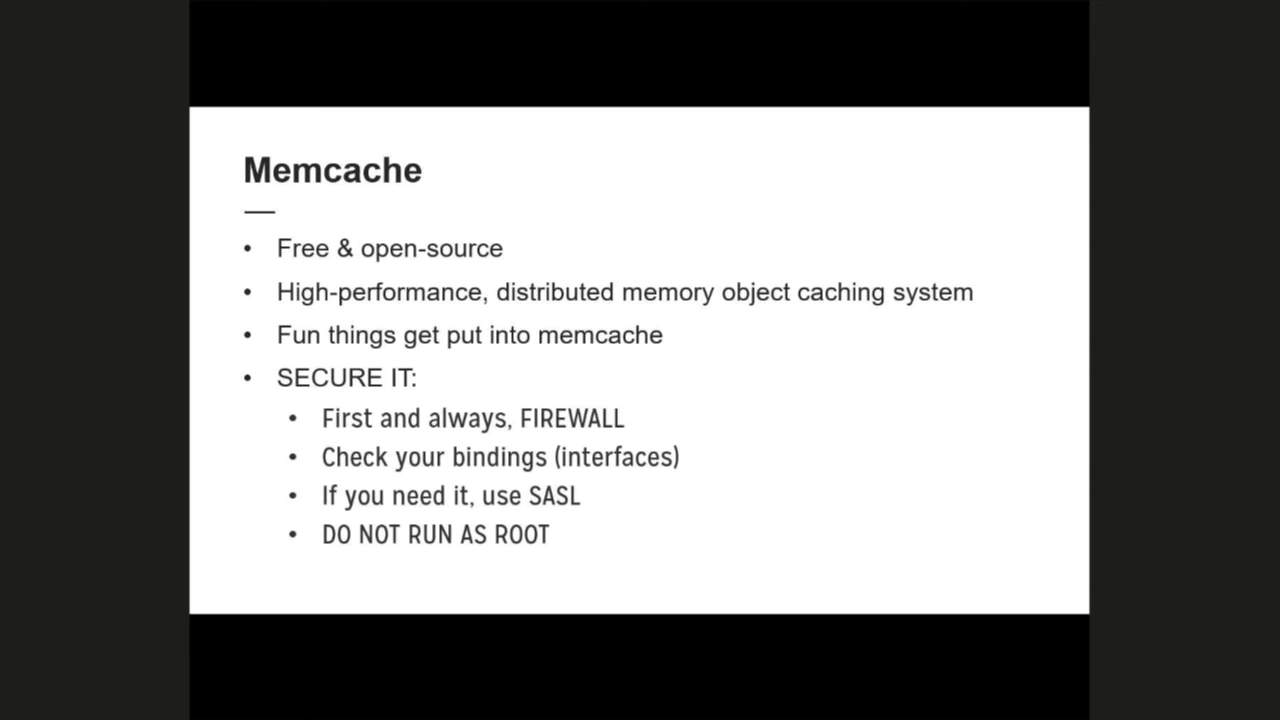 Memcache
• Free & open-source
• High-performance, distributed memory object caching system
• Fun things get put into memcache
• SECURE IT:
• First and always, FIREWALL
• Check your bindings (interfaces)
• If you need it, use SASL
• DO NOT RUN AS ROOT